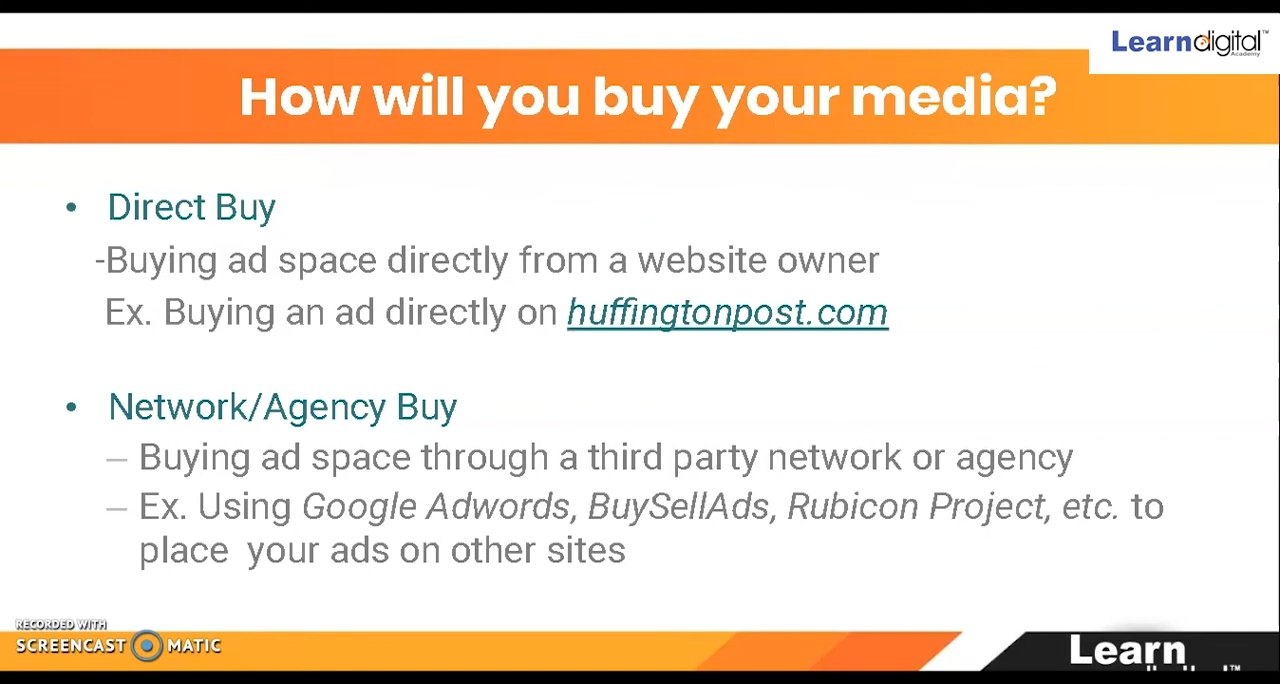 Learndigital™
Academy
How will you buy your media?
• Direct Buy
-Buying ad space directly from a website owner
Ex. Buying an ad directly on huffingtonpost.com
• Network/Agency Buy
– Buying ad space through a third party network or agency
– Ex. Using Google Adwords, BuySellAds, Rubicon Project, etc. to
place your ads on other sites
RECORDED WITH
SCREENCAST MATIC
Learn